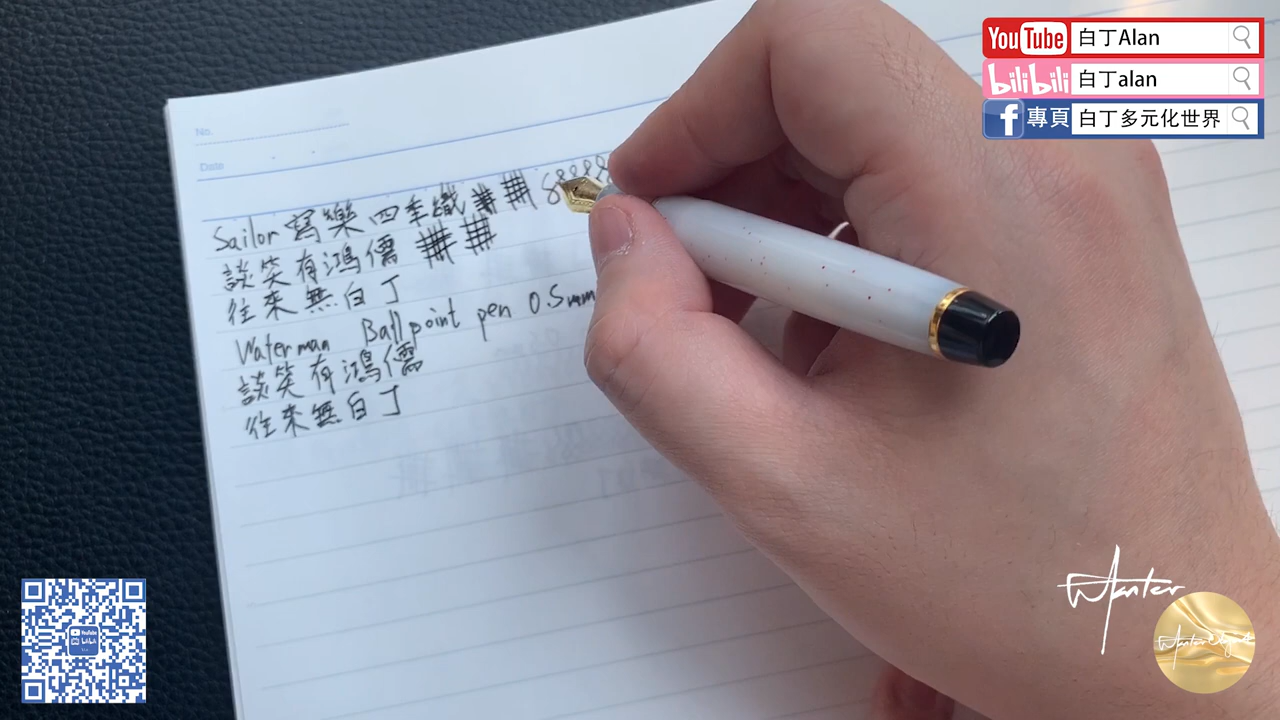 YouTube 白丁Alan
bilibili 白丁alan
f 專頁 白丁多元化世界
No.
Date
Sailor 寫樂 四季織
談笑有鴻儒
往來無白丁
Waterman Ballpoint pen 0.5mm
談笑有鴻儒
往來無白丁